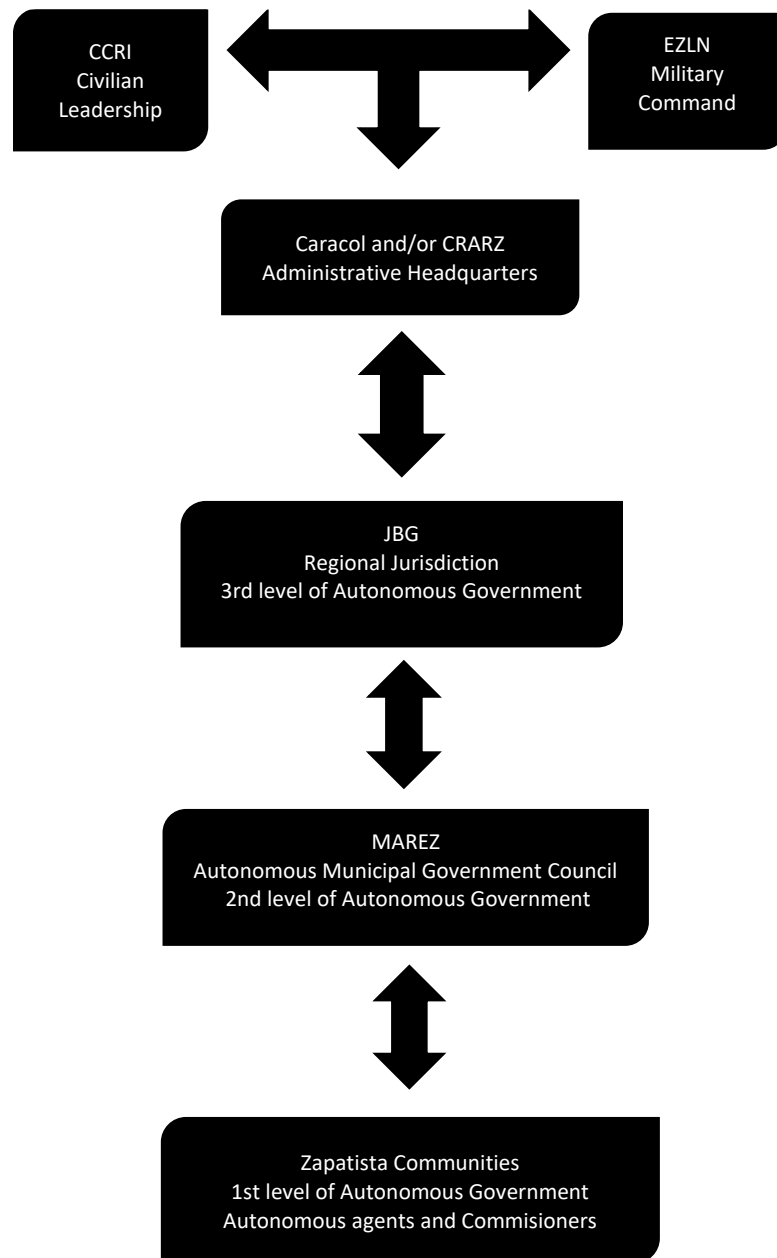 CCRI
Civilian
Leadership
EZLN
Military
Command
Caracol and/or CRARZ
Administrative Headquarters
JBG
Regional Jurisdiction
3rd level of Autonomous Government
MAREZ
Autonomous Municipal Government Council
2nd level of Autonomous Government
Zapatista Communities
1st level of Autonomous Government
Autonomous agents and Commisioners